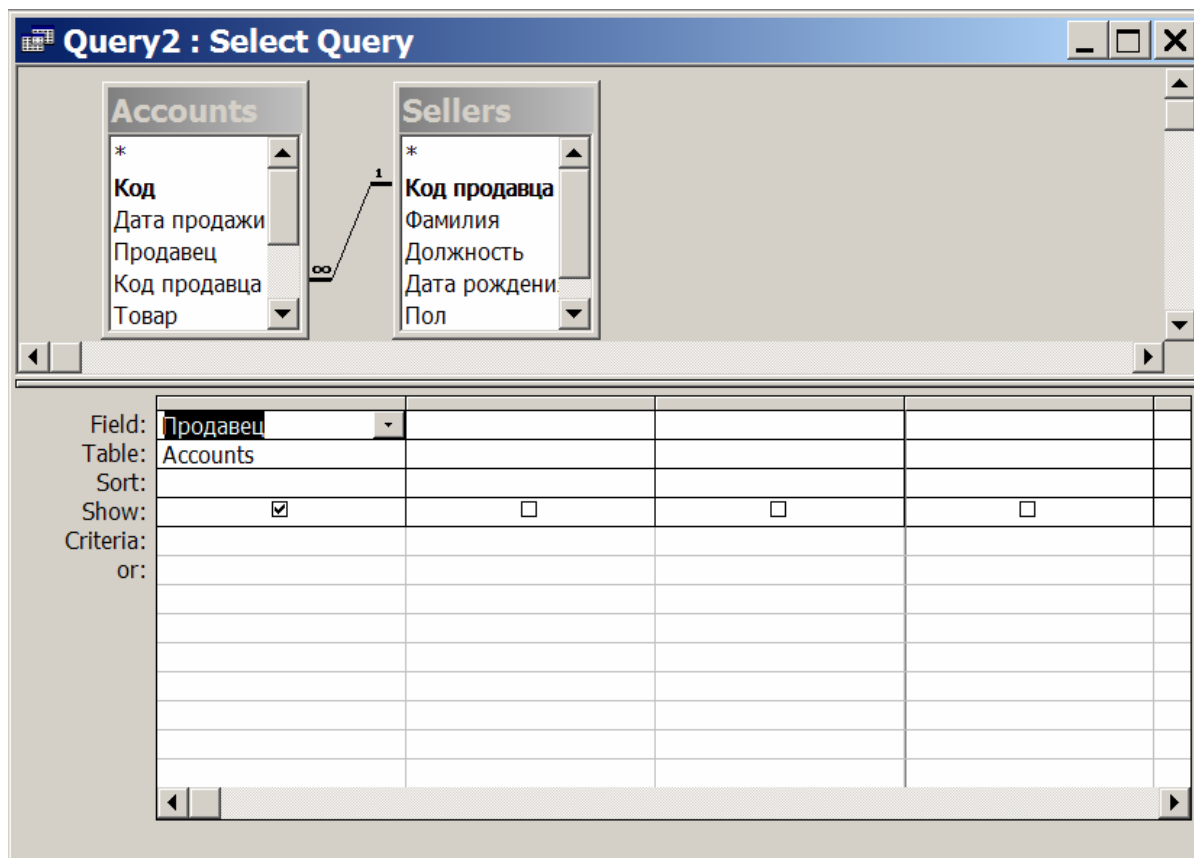 Query2 : Select Query
Accounts
*
Код
Дата продажи
Продавец
Код продавца
Товар
∞
1
Sellers
*
Код продавца
Фамилия
Должность
Дата рождени
Пол
Field: Продавец
Table: Accounts
Sort:
Show:
Criteria:
or: